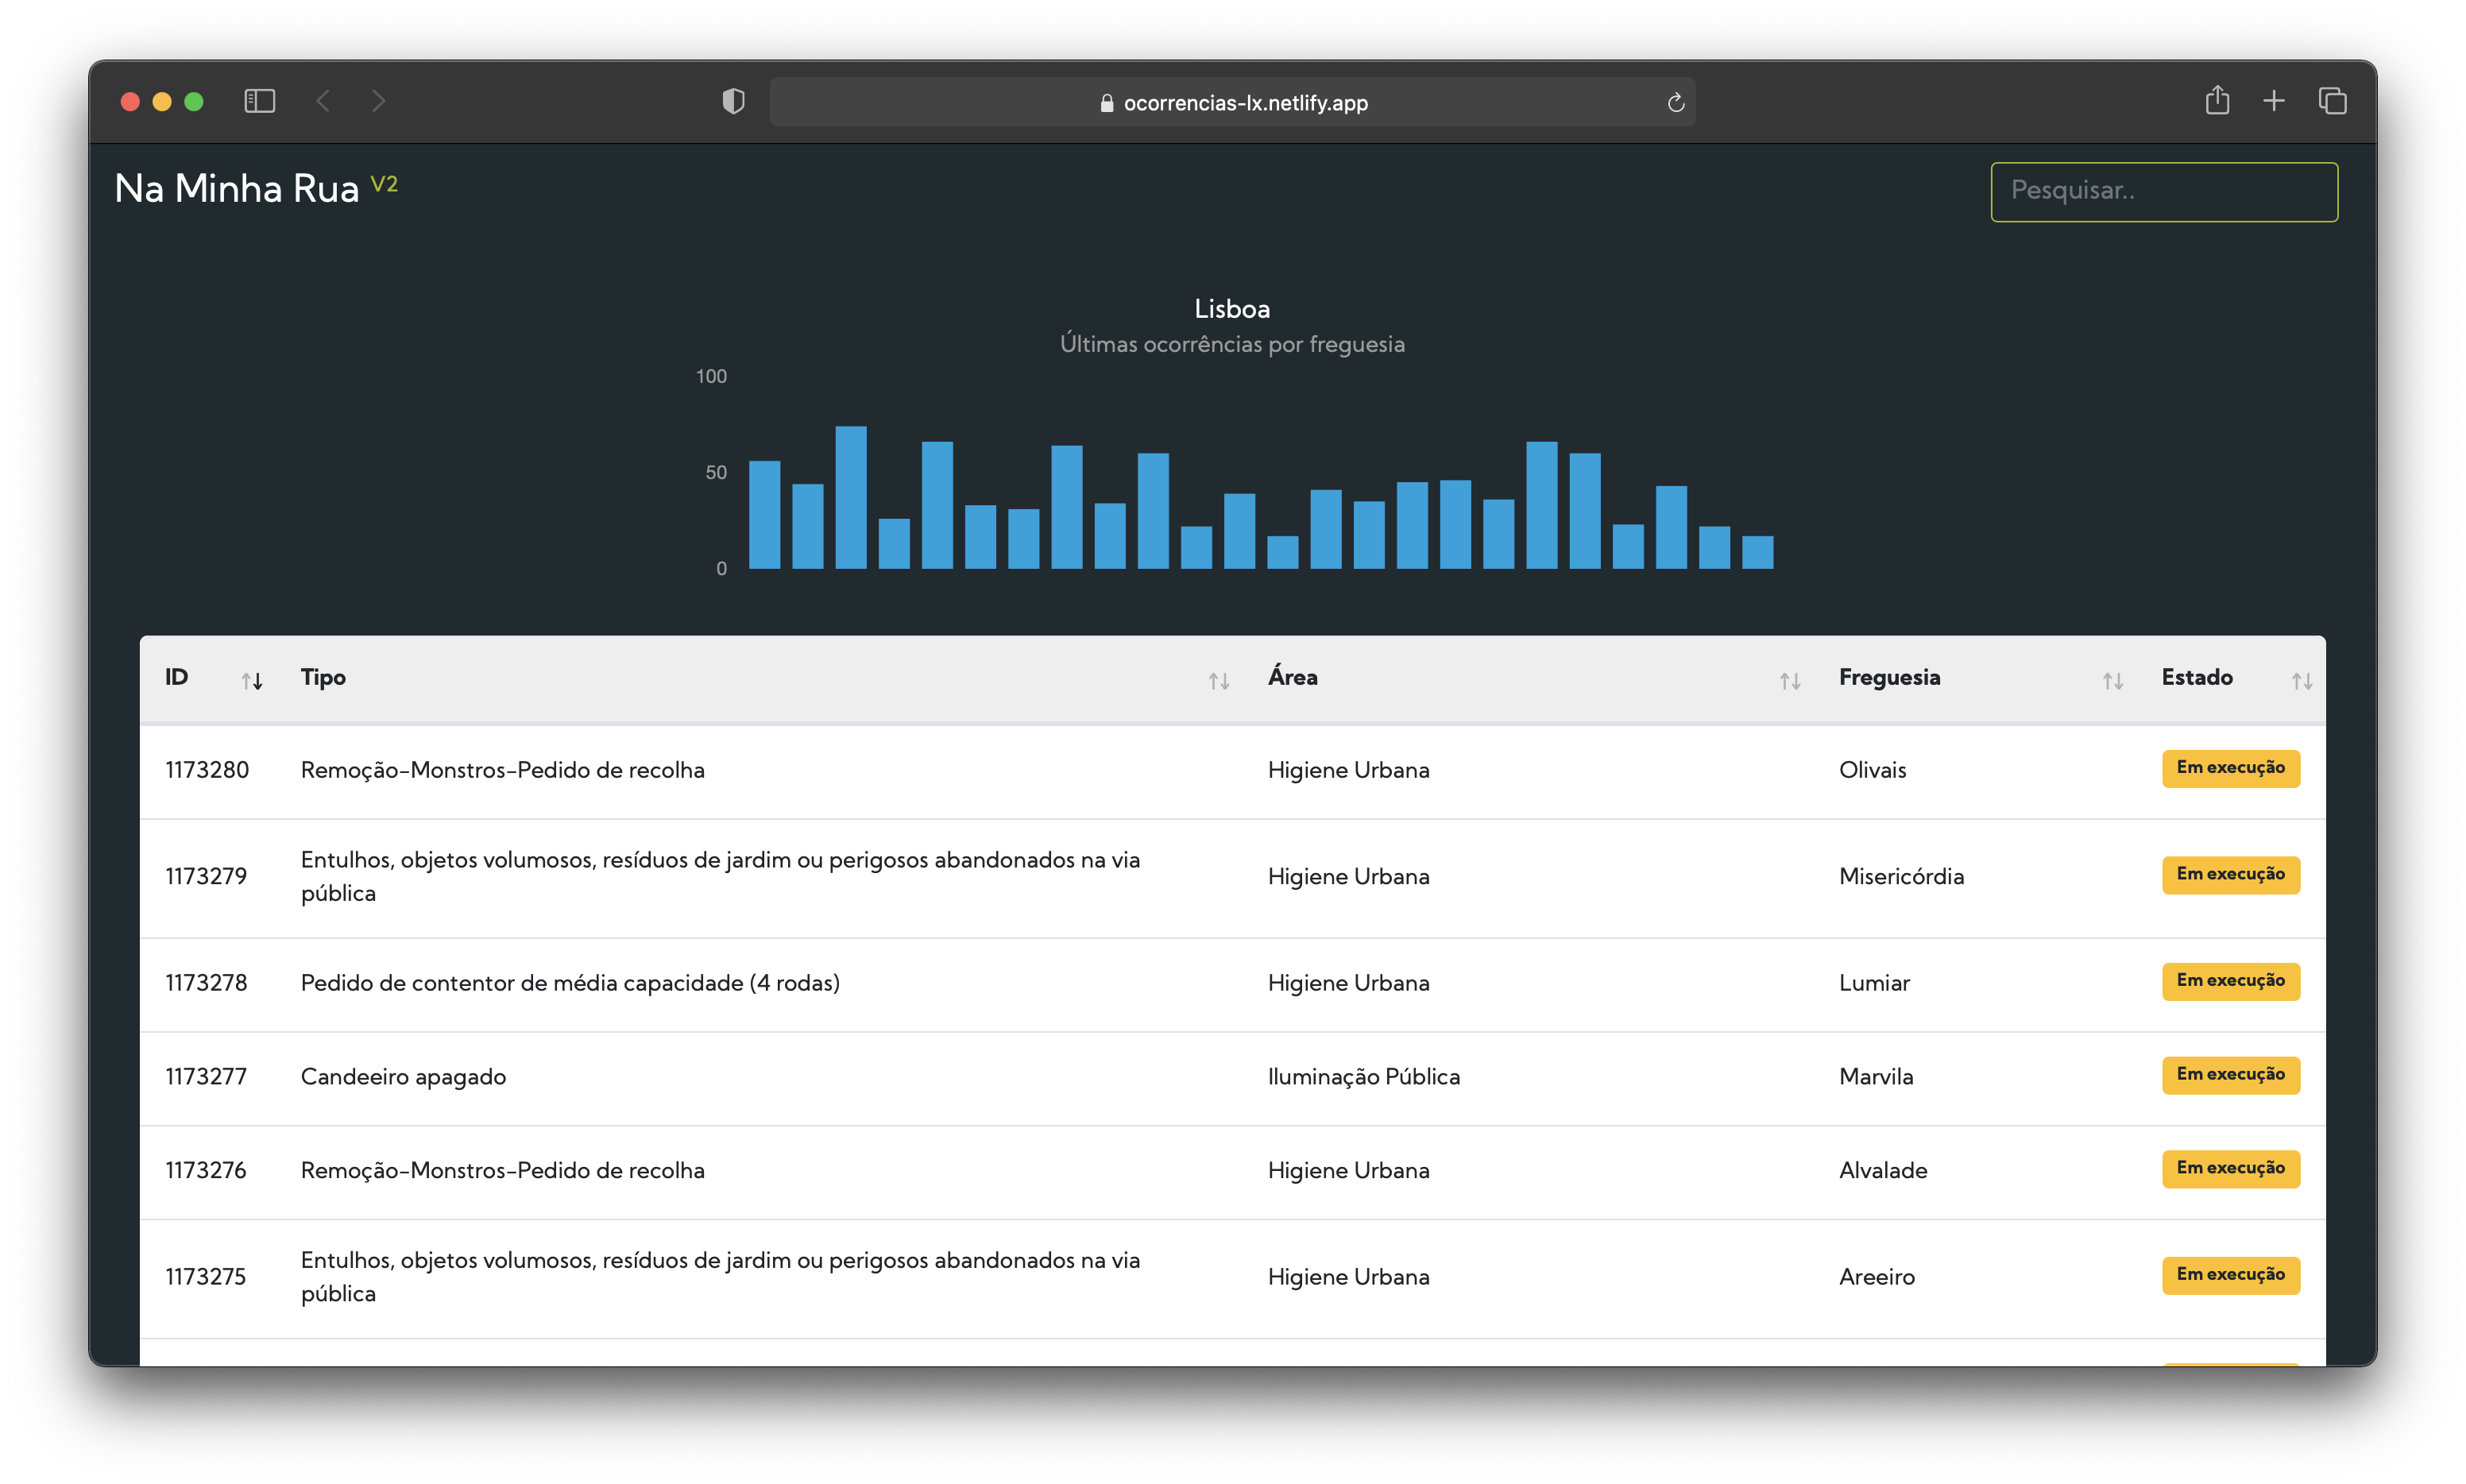 ocorrencias-lx.netlify.app
Na Minha Rua V2
Pesquisar..
Lisboa
Últimas ocorrências por freguesia
100
50
0
ID Tipo Área Freguesia Estado
1173280 Remoção-Monstros-Pedido de recolha Higiene Urbana Olivais Em execução
1173279 Entulhos, objetos volumosos, resíduos de jardim ou perigosos abandonados na via
pública Higiene Urbana Misericórdia Em execução
1173278 Pedido de contentor de média capacidade (4 rodas) Higiene Urbana Lumiar Em execução
1173277 Candeeiro apagado Iluminação Pública Marvila Em execução
1173276 Remoção-Monstros-Pedido de recolha Higiene Urbana Alvalade Em execução
1173275 Entulhos, objetos volumosos, resíduos de jardim ou perigosos abandonados na via
pública Higiene Urbana Areeiro Em execução